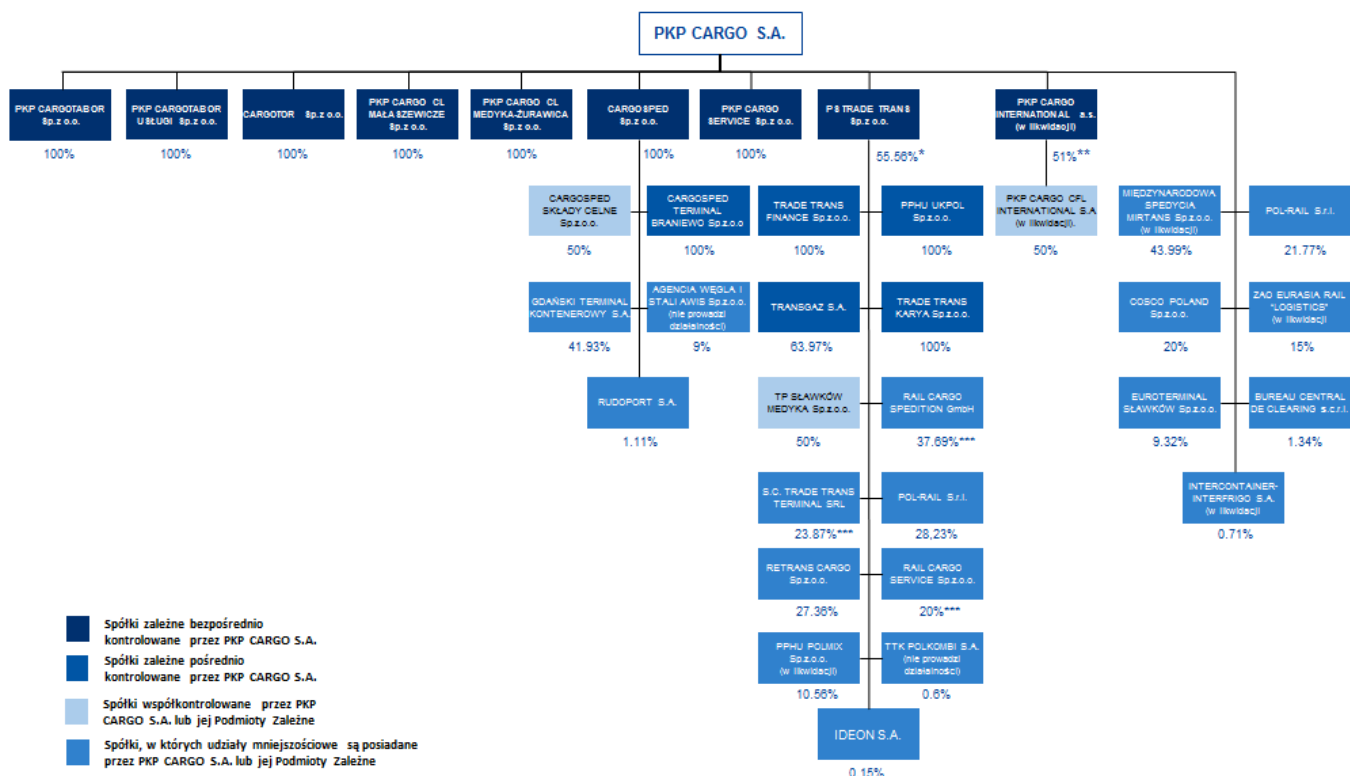 PKP CARGO S.A.
PKP CARGOTABOR
Sp.z o.o.
100%
PKP CARGOTABOR
USŁUGI Sp.z o.o.
100%
CARGOTOR Sp.z o.o.
100%
PKP CARGO CL
MAŁASZEWICZE
Sp.z o.o.
100%
PKP CARGO CL
MEDYKA-ŻURAWICA
Sp.z o.o.
100%
CARGOSPED
Sp.z o.o.
100%
PKP CARGO
SERVICE Sp.z o.o.
100%
PS TRADE TRANS
Sp.z o.o.
55.56%*
PKP CARGO
INTERNATIONAL a.s.
(w likwidacji)
51%**
CARGOSPED
SKŁADY CELNE
Sp.z.o.o.
50%
CARGOSPED
TERMINAL
BRANIEWO Sp.z.o.o
100%
TRADE TRANS
FINANCE Sp.z.o.o.
100%
PPHU UKPOL
Sp.z.o.o.
100%
PKP CARGO CFL
INTERNATIONAL S.A
(w likwidacji).
50%
MIĘDZYNARODOWA
SPEDYCIA
MIRTANS Sp.z.o.o.
(w likwidacji)
43.99%
POL-RAIL S.r.l.
21.77%
GDAŃSKI TERMINAL
KONTENEROWY S.A.
41.93%
AGENCIA WĘGLA I
STALI AWIS Sp.z.o.o.
(nie prowadzi
działalności)
9%
TRANSGAZ S.A.
63.97%
TRADE TRANS
KARYA Sp.z.o.o.
100%
COSCO POLAND
Sp.z.o.o.
20%
ZAO EURASIA RAIL
"LOGISTICS"
(w likwidacji
15%
RUDOPORT S.A.
1.11%
TP SŁAWKÓW
MEDYKA Sp.z.o.o.
50%
RAIL CARGO
SPEDITION GmbH
37.69%***
EUROTERMINAL
SŁAWKÓW Sp.z.o.o.
9.32%
BUREAU CENTRAL
DE CLEARING s.c.r.l.
1.34%
S.C. TRADE TRANS
TERMINAL SRL
23.87%***
POL-RAIL S.r.l.
28,23%
INTERCONTAINER-
INTERFRIGO S.A.
(w likwidacji
0.71%
RETRANS CARGO
Sp.z.o.o.
27.36%
RAIL CARGO
SERVICE Sp.z.o.o.
20%***
PPHU POLMIX
Sp.z.o.o.
(w likwidacji)
10.56%
TTK POLKOMBI S.A.
(nie prowadzi
działalności)
0.6%
IDEON S.A.
0.15%
Spółki zależne bezpośrednio
kontrolowane przez PKP CARGO S.A.
Spółki zależne pośrednio
kontrolowane przez PKP CARGO S.A.
Spółki współkontrolowane przez PKP
CARGO S.A. lub jej Podmioty Zależne
Spółki, w których udziały mniejszościowe są posiadane
przez PKP CARGO S.A. lub jej Podmioty Zależne